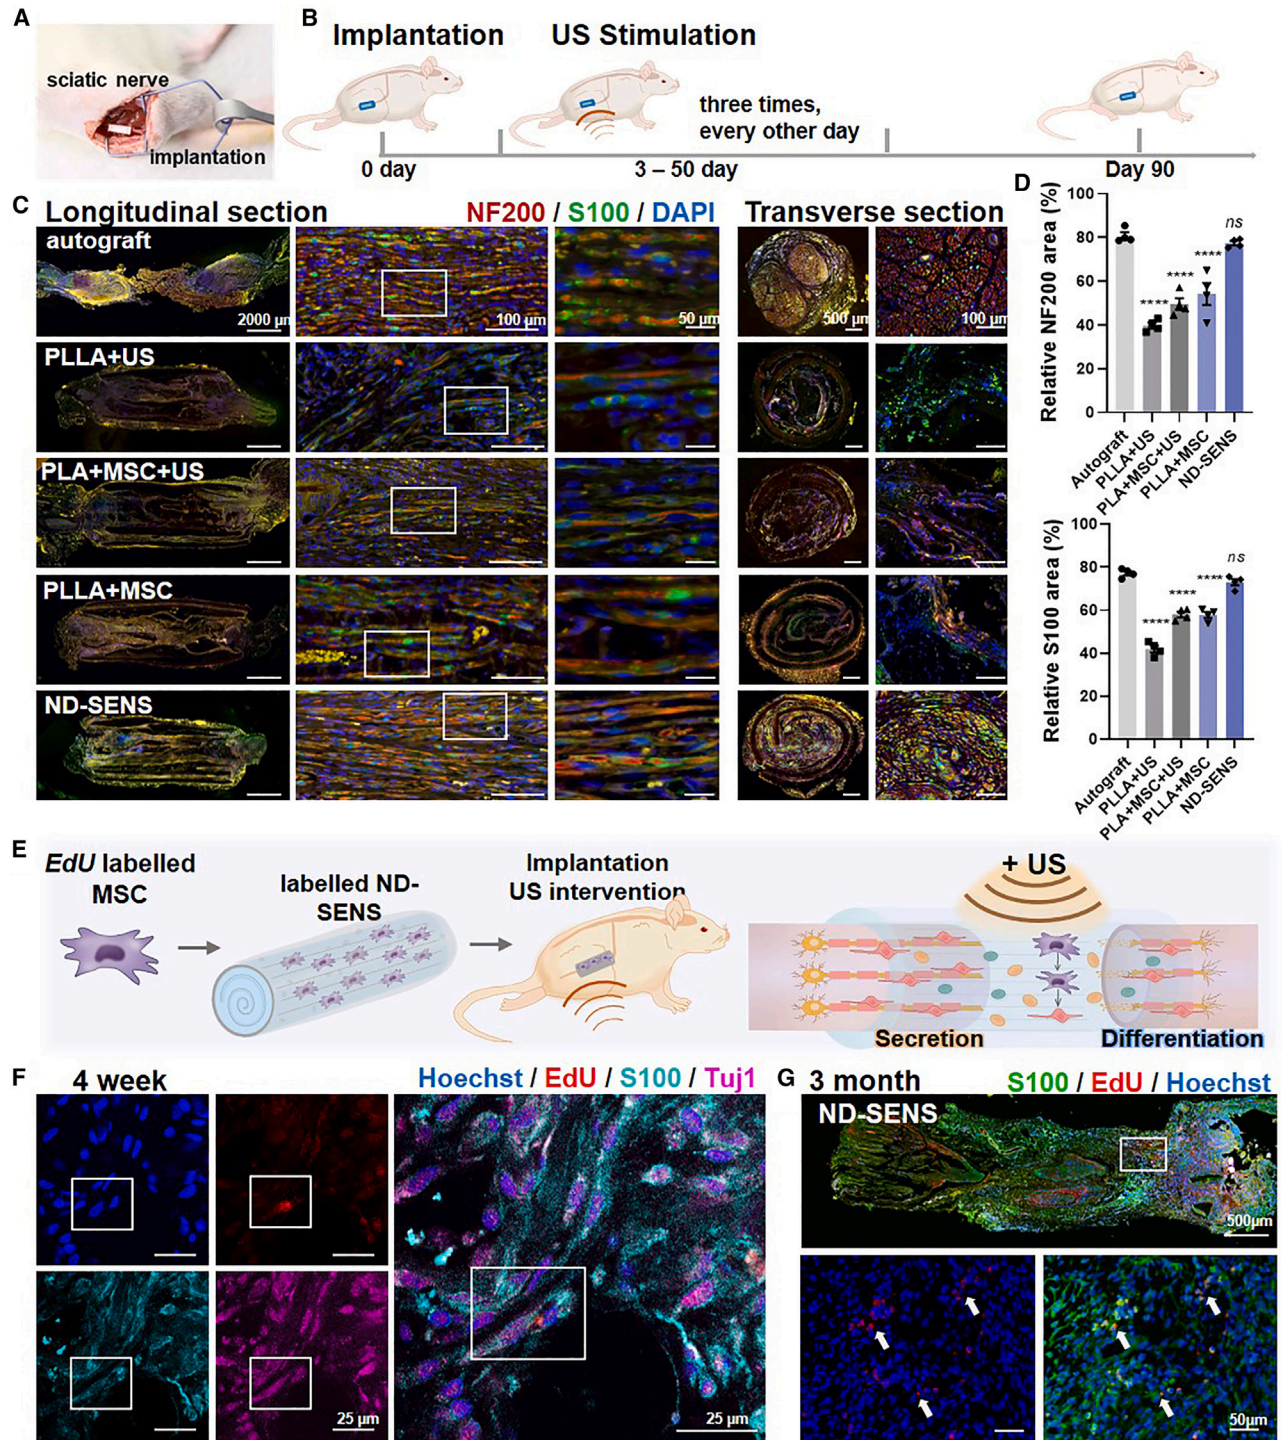 A
sciatic nerve
implantation
B
Implantation
US Stimulation
three times,
every other day
0 day
3 – 50 day
Day 90
C
Longitudinal section
NF200 / S100 / DAPI
Transverse section
autograft
2000 µm
100 µm
50 µm
500 µm
100 µm
PLLA+US
PLA+MSC+US
PLLA+MSC
ND-SENS
D
Relative NF200 area (%)
100
80
60
40
20
0
****
****
****
ns
Autograft
PLLA+US
PLA+MSC+US
PLLA+MSC
ND-SENS
Relative S100 area (%)
100
80
60
40
20
0
****
****
****
ns
Autograft
PLLA+US
PLA+MSC+US
PLLA+MSC
ND-SENS
E
EdU labelled
MSC
labelled ND-
SENS
Implantation
US intervention
+ US
Secretion
Differentiation
F
4 week
Hoechst / EdU / S100 / Tuj1
25 µm
25 µm
G
3 month
S100 / EdU / Hoechst
ND-SENS
500µm
50µm